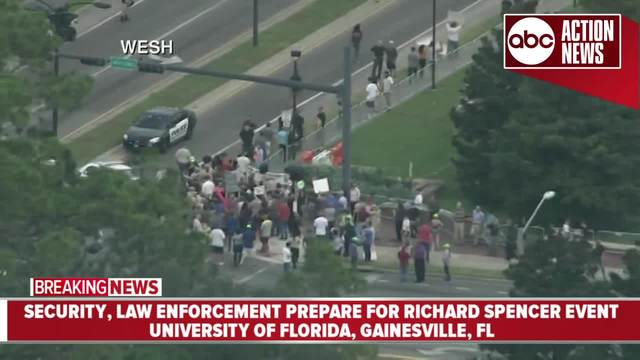 WESH
abc ACTION NEWS
BREAKING NEWS
SECURITY, LAW ENFORCEMENT PREPARE FOR RICHARD SPENCER EVENT
UNIVERSITY OF FLORIDA, GAINESVILLE, FL